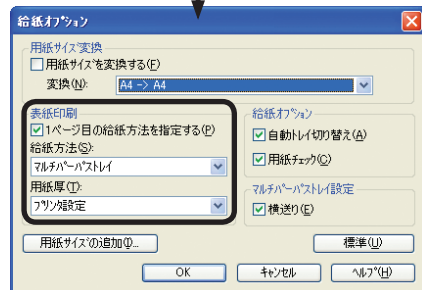 給紙ｵﾌﾟｼｮﾝ
用紙ｻｲｽﾞ変換
用紙ｻｲｽﾞを変換する(F)
変換(N):
A4 -> A4
表紙印刷
1ﾍﾟｰｼﾞ目の給紙方法を指定する(P)
給紙方法(S):
ﾏﾙﾁﾊﾟｰﾊﾟｽﾄﾚｲ
用紙厚(T):
ﾌﾟﾘﾝﾀ設定
給紙ｵﾌﾟｼｮﾝ
自動ﾄﾚｲ切り替え(A)
用紙ﾁｪｯｸ(C)
ﾏﾙﾁﾊﾟｰﾊﾟｽﾄﾚｲ設定
横送り(E)
用紙ｻｲｽﾞの追加(I)...
標準(U)
OK
ｷｬﾝｾﾙ
ﾍﾙﾌﾟ(H)